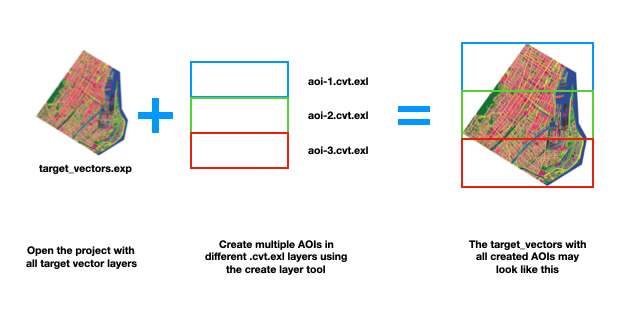 aoi-1.cvt.exl
aoi-2.cvt.exl
aoi-3.cvt.exl
target_vectors.exp
Open the project with
all target vector layers
Create multiple AOIs in
different .cvt.exl layers using
the create layer tool
The target_vectors with
all created AOIs may
look like this